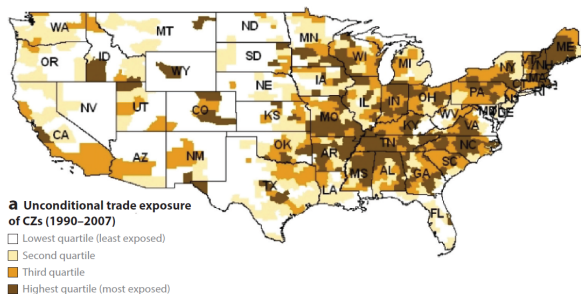 WA
MT
ND
MN
ME
OR
ID
SD
WI
MI
NY
VT
NH
MA
CT
RI
WY
IA
PA
NJ
NV
UT
NE
IL
IN
OH
MD
DE
CA
CO
KS
MO
KY
WV
VA
AZ
NM
OK
AR
TN
NC
SC
TX
LA
MS
AL
GA
FL
a Unconditional trade exposure
of CZs (1990–2007)
Lowest quartile (least exposed)
Second quartile
Third quartile
Highest quartile (most exposed)